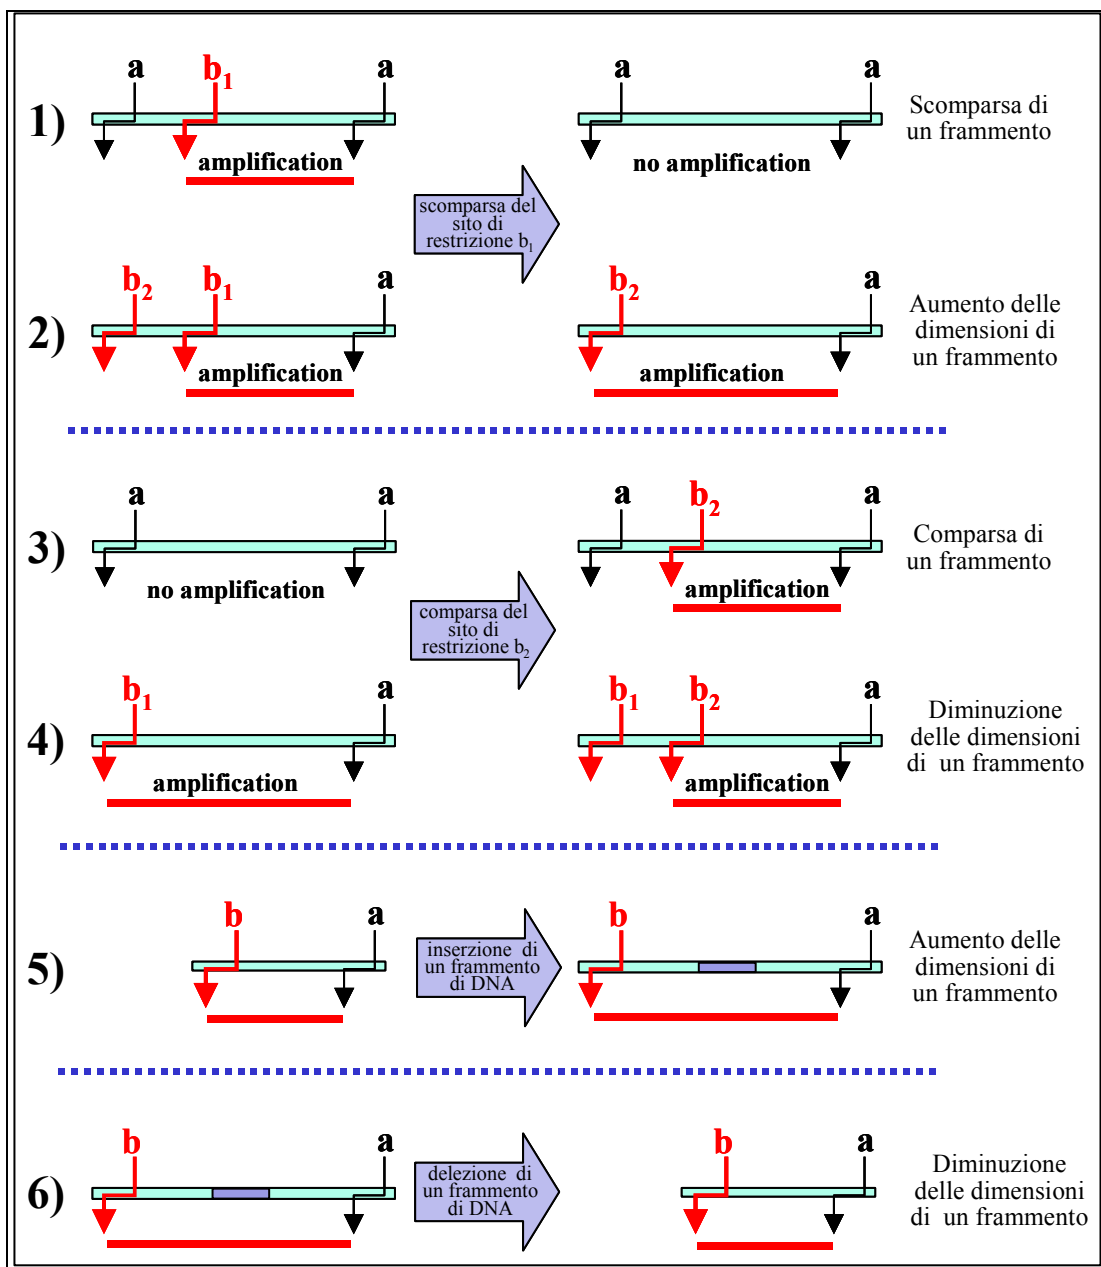 a b1 a a a
1)
Scomparsa di
un frammento
amplification
no amplification
scomparsa del
sito di
restrizione b1
b2 b1 a b2 a
2)
Aumento delle
dimensioni di
un frammento
amplification
amplification
a a a b2 a
3)
Comparsa di
un frammento
no amplification
amplification
comparsa del
sito di
restrizione b2
b1 a b1 b2 a
4)
Diminuzione
delle dimensioni
di un frammento
amplification
amplification
b a b a
5)
inserzione di
un frammento
di DNA
Aumento delle
dimensioni di
un frammento
b a b a
6)
delezione di
un frammento
di DNA
Diminuzione
delle dimensioni
di un frammento